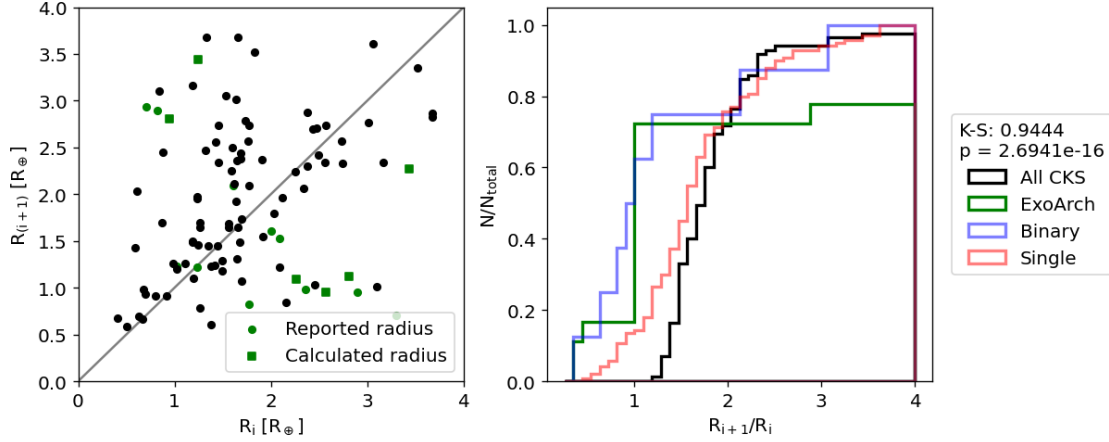 4.0
3.5
3.0
2.5
2.0
1.5
1.0
0.5
0.0
R(i+1) [R⊕]
0
1
2
3
4
Ri [R⊕]
Reported radius
Calculated radius
1.0
0.8
0.6
0.4
0.2
0.0
N/Ntotal
1
2
3
4
Ri+1/Ri
K-S: 0.9444
p = 2.6941e-16
All CKS
ExoArch
Binary
Single